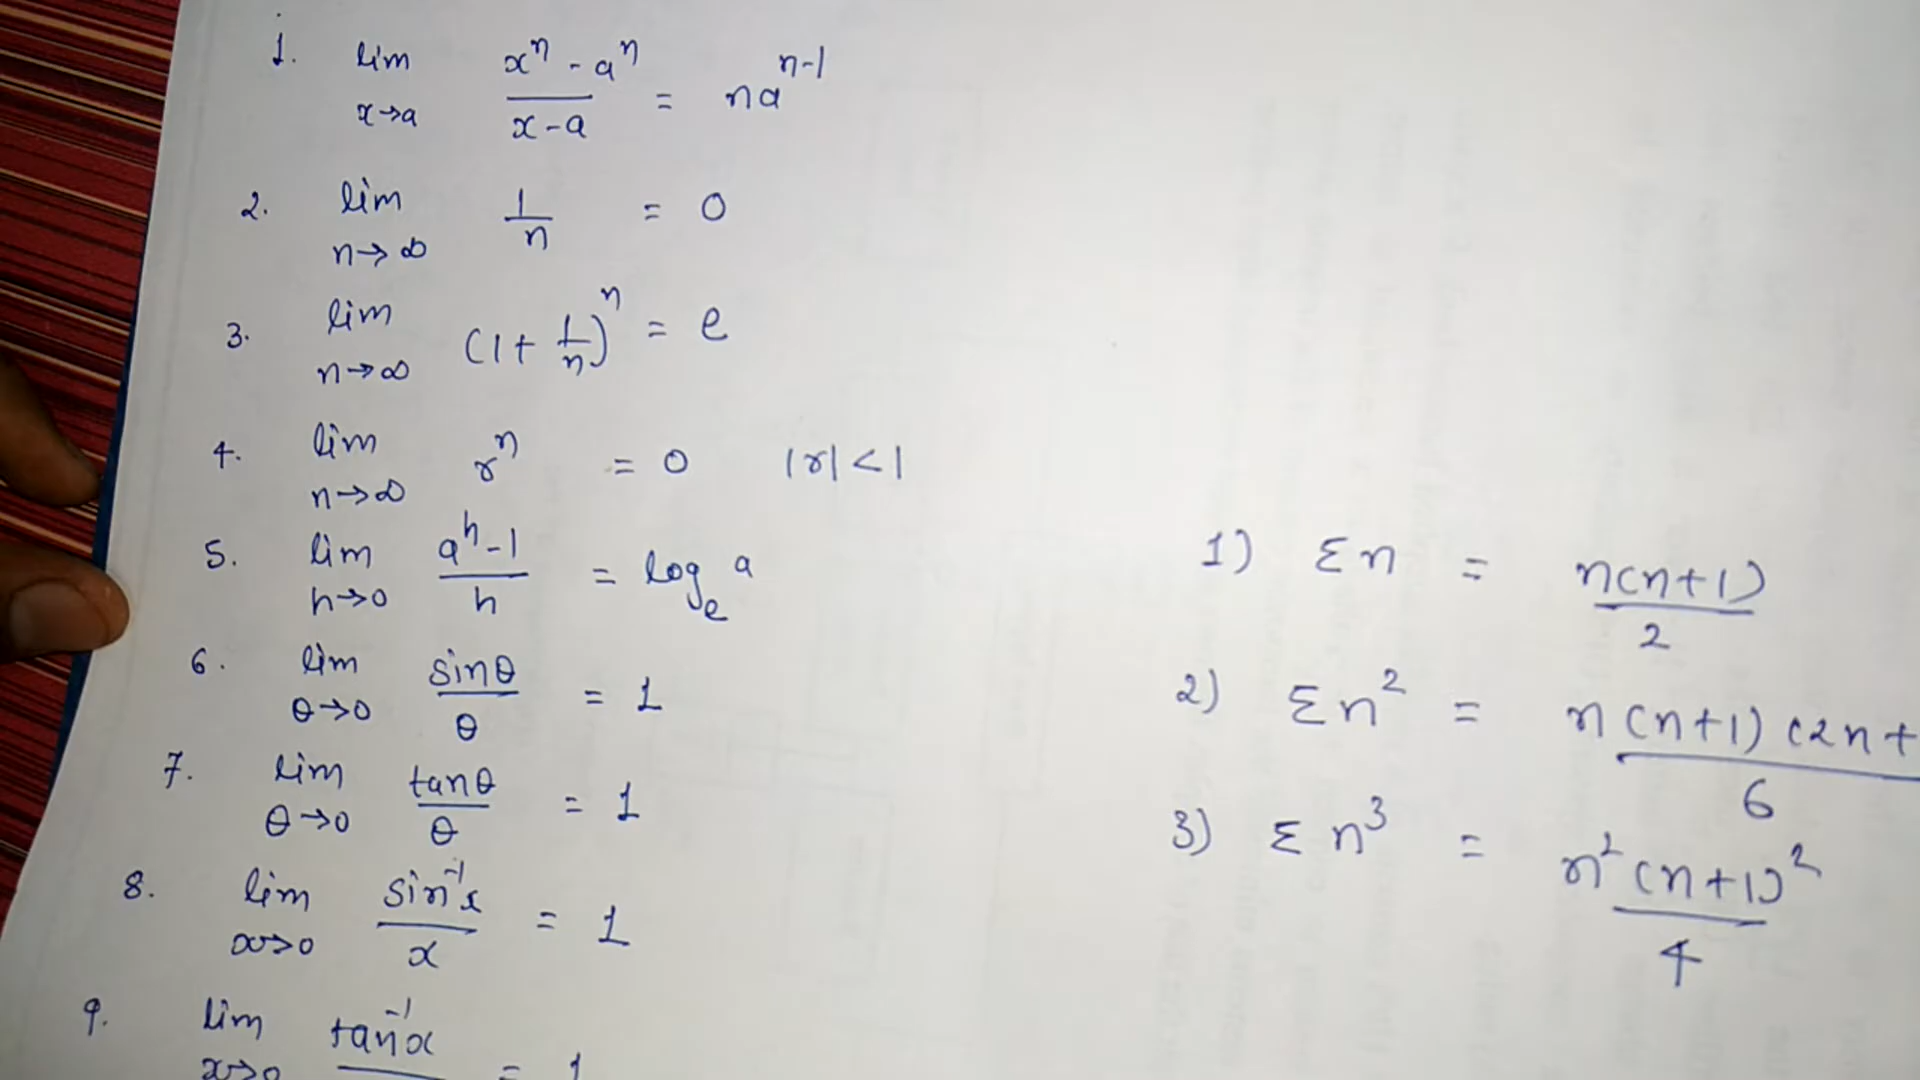 1. lim x→a (xⁿ - aⁿ)/(x-a) = naⁿ⁻¹
2. lim n→∞ 1/n = 0
3. lim n→∞ (1 + 1/n)ⁿ = e
4. lim n→∞ rⁿ = 0 |r| < 1
5. lim h→0 (aʰ-1)/h = logₑ a
6. lim θ→0 sinθ/θ = 1
7. lim θ→0 tanθ/θ = 1
8. lim x→0 sin⁻¹x/x = 1
9. lim x→0 tan⁻¹x = 1
1) Σn = n(n+1)/2
2) Σn² = n(n+1)(2n+/6
3) Σn³ = n²(n+1)²/4